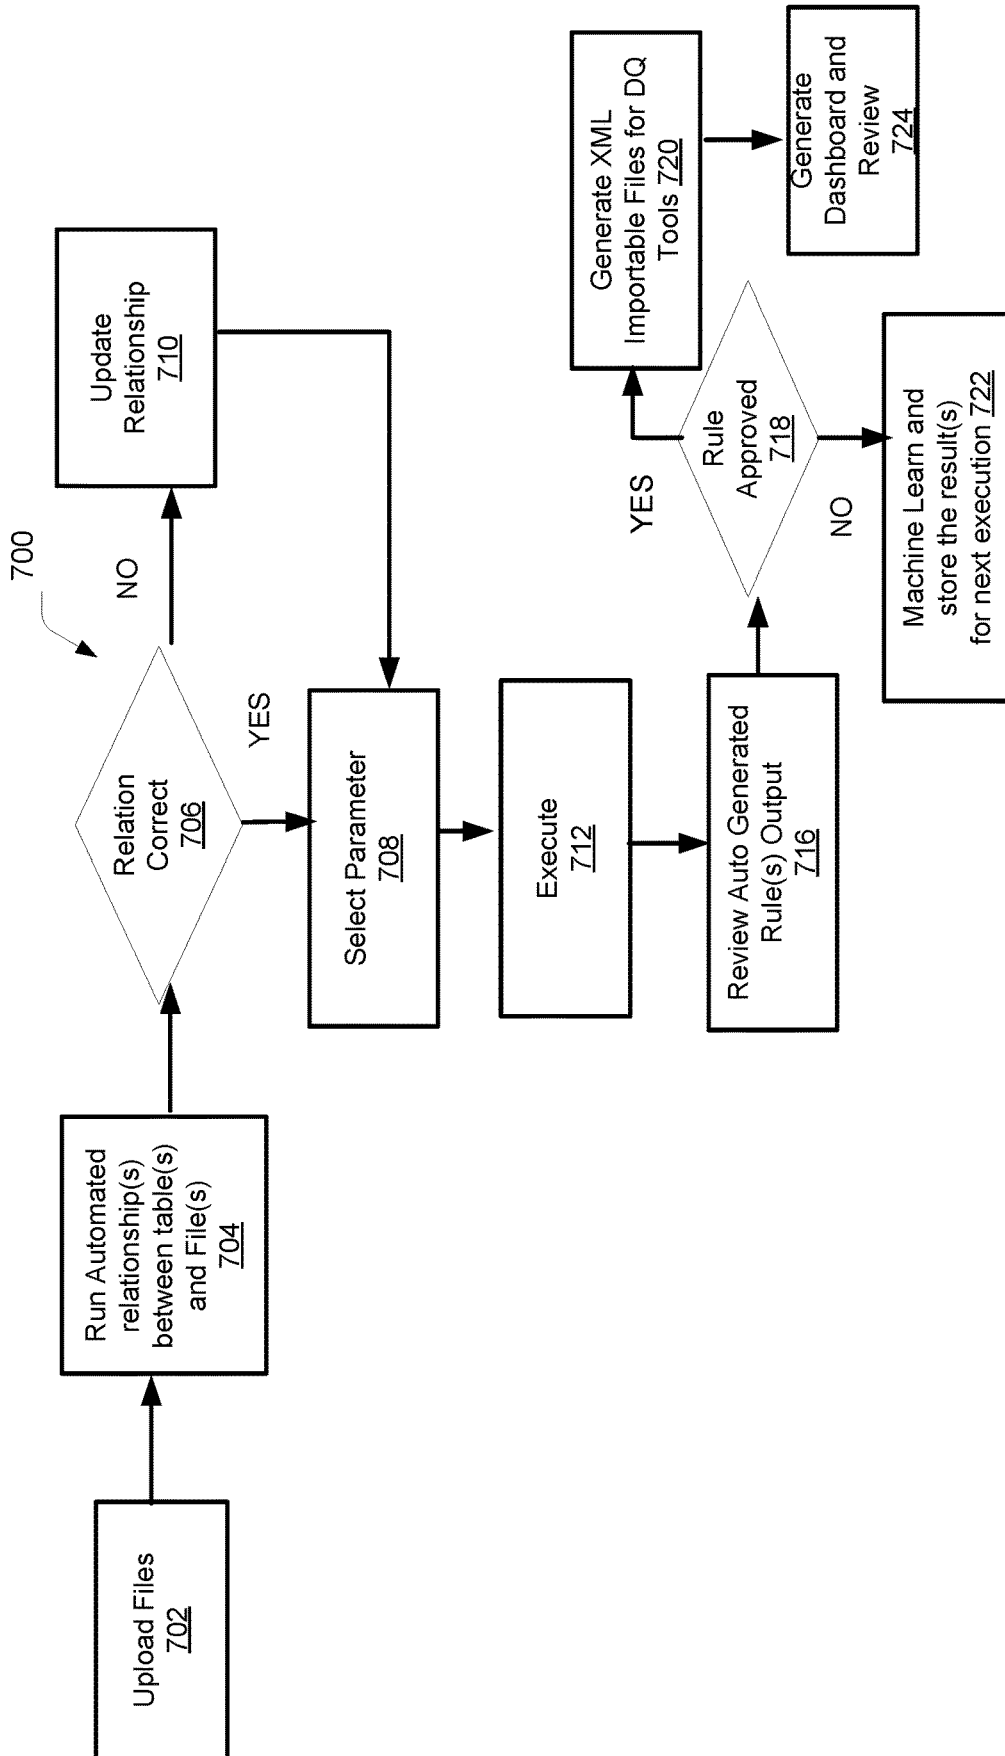 700
Upload Files
702
Run Automated
relationship(s)
between table(s)
and File(s)
704
Relation
Correct
706
NO
Update
Relationship
710
YES
Select Parameter
708
Execute
712
Review Auto Generated
Rule(s) Output
716
Rule
Approved
718
YES
Generate XML
Importable Files for DQ
Tools 720
Generate
Dashboard and
Review
724
NO
Machine Learn and
store the result(s)
for next execution 722